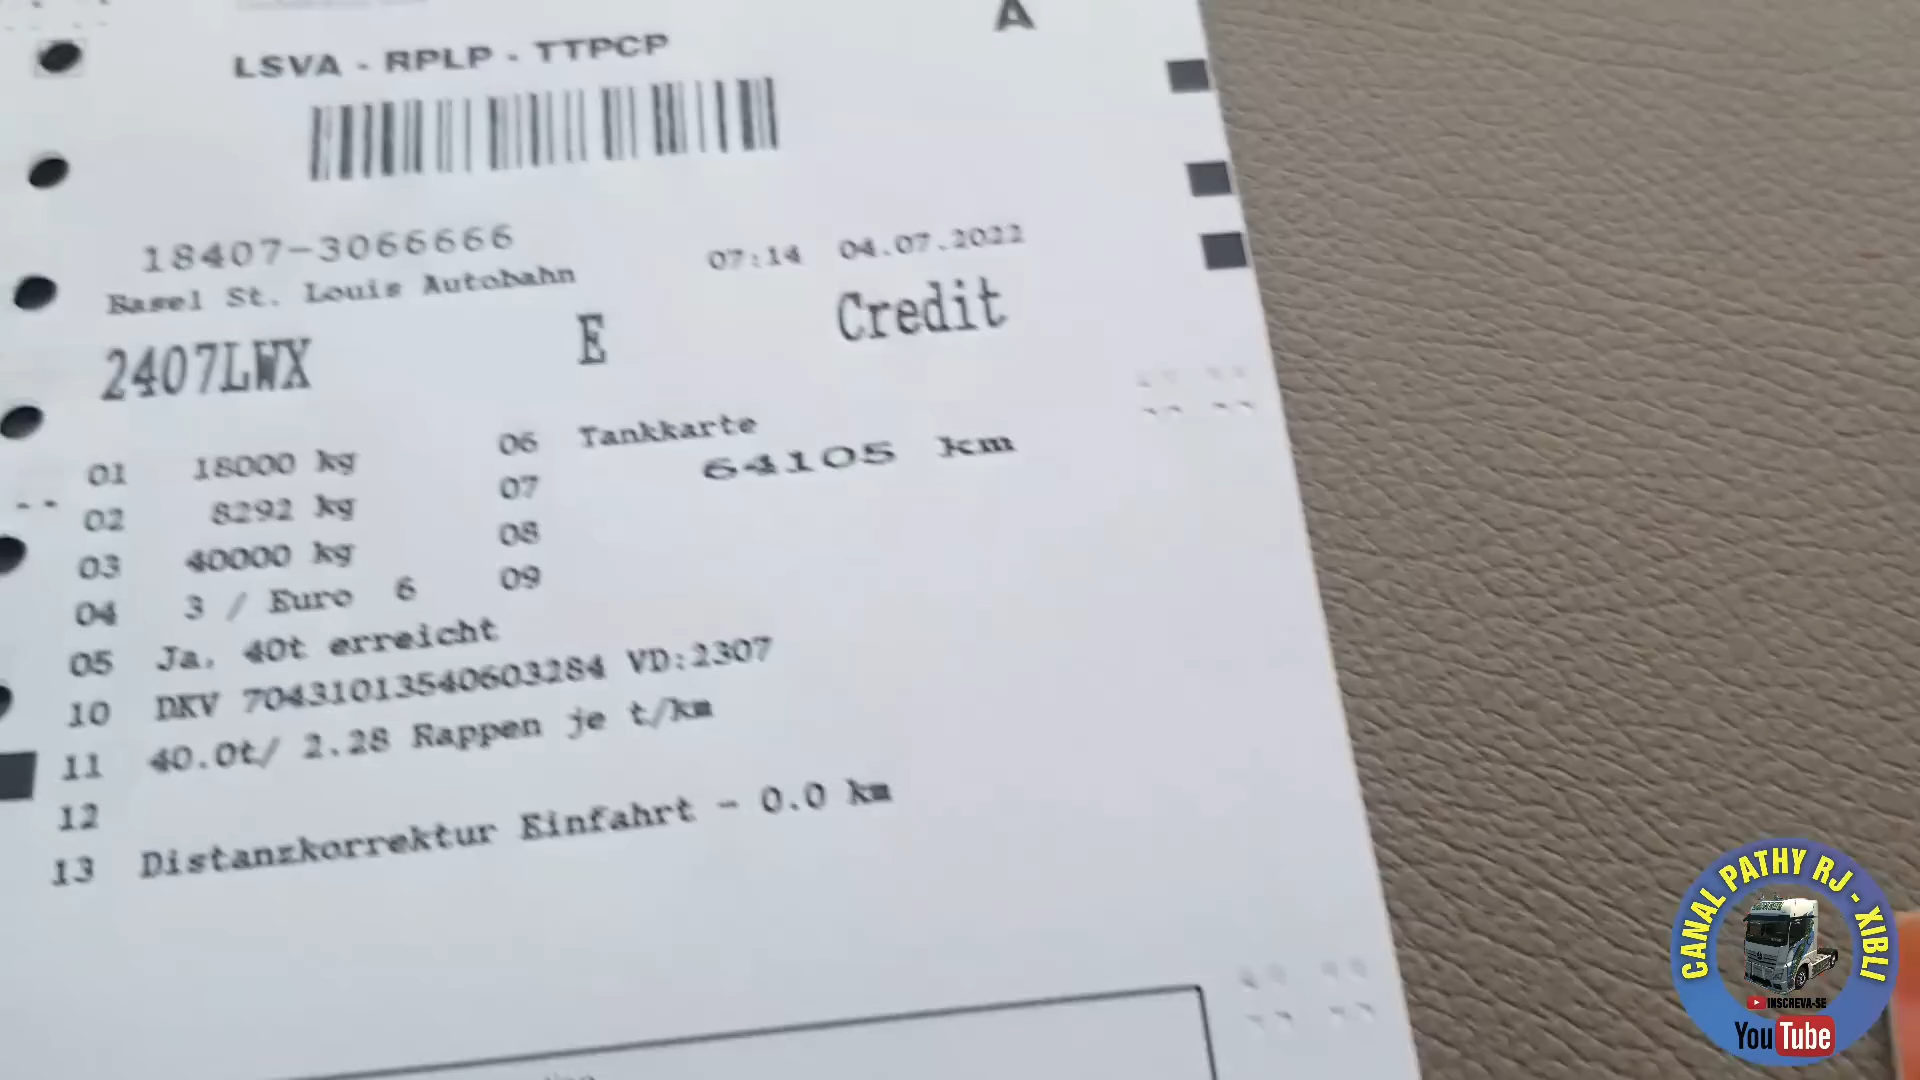 A
LSVA - RPLP - TTPCP
18407-3066666
07:14 04.07.2022
Basel St. Louis Autobahn
2407LWX E Credit
01 18000 kg 06 Tankkarte
02 8292 kg 07 64105 km
03 40000 kg 08
04 3 / Euro 6 09
05 Ja, 40t erreicht
10 DKV 70431013540603284 VD:2307
11 40.0t/ 2.28 Rappen je t/km
12
13 Distanzkorrektur Einfahrt - 0.0 km
CANAL PATHY RJ - XIBLI
INSCREVA-SE
YouTube